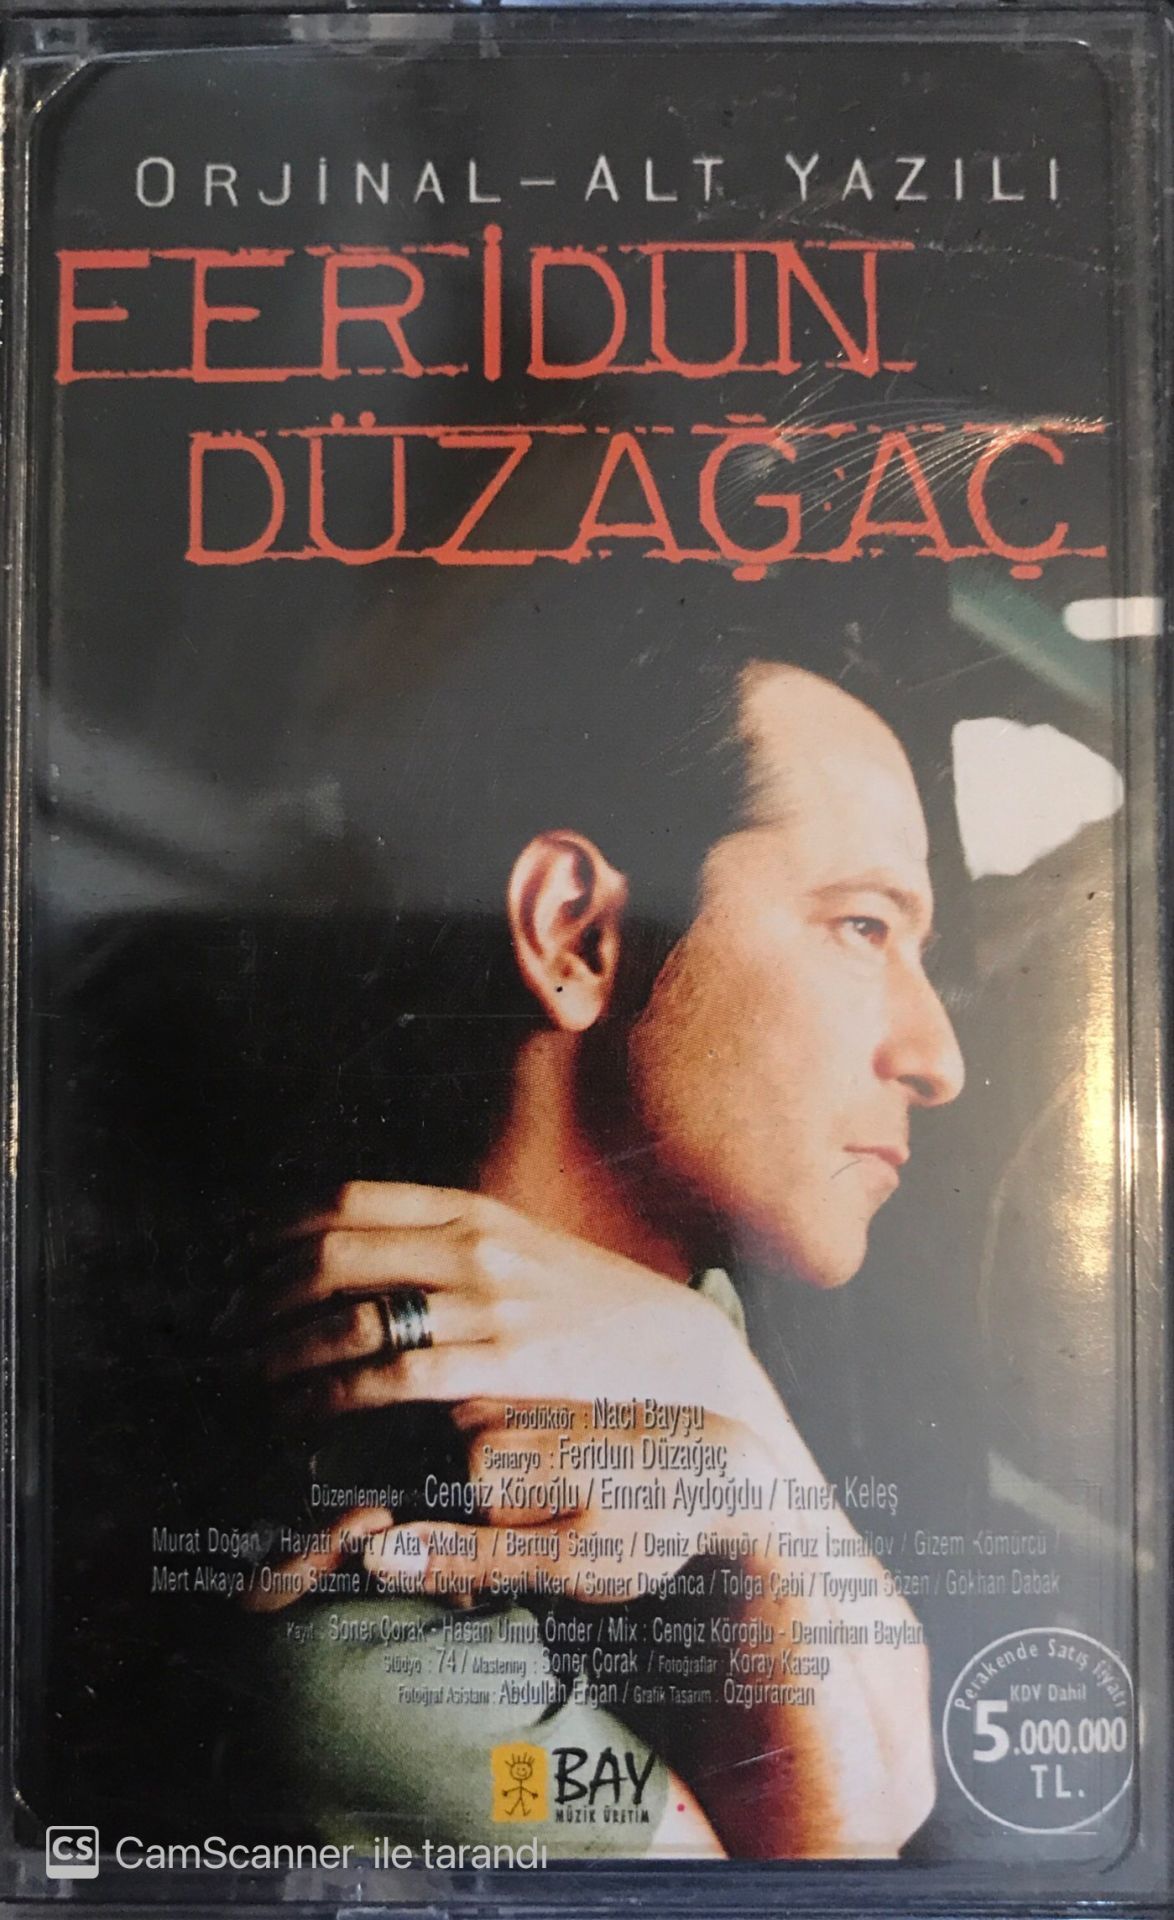 ORJİNAL - ALT YAZILI
FERİDUN
DÜZAĞAÇ
Prodüktör : Naci Bayşu
Senaryo : Feridun Düzağaç
Düzenlemeler : Cengiz Köroğlu / Emrah Aydoğdu / Taner Keleş
Murat Doğan / Hayati Kurt / Ata Akdağ / Bertuğ Sağınç / Deniz Güngör / Firuz İsmailov / Gizem Kömürcü /
Mert Alkaya / Onno Süzme / Saltuk Tukur / Seçil İlker / Soner Doğanca / Tolga Çebi / Toygun Sözen / Gökhan Dabak
Kayıt : Soner Çorak - Hasan Umut Önder / Mix : Cengiz Köroğlu - Demirhan Baylan
Stüdyo : 74 / Mastering : Soner Çorak / Fotoğraflar : Koray Kasap
Fotoğraf Asistanı : Abdullah Ergan / Grafik Tasarım : Özgürarcan
Perakende Satış Fiyatı
KDV Dahil
5.000.000
TL.
BAY
MÜZİK ÜRETİM
CS CamScanner ile tarandı